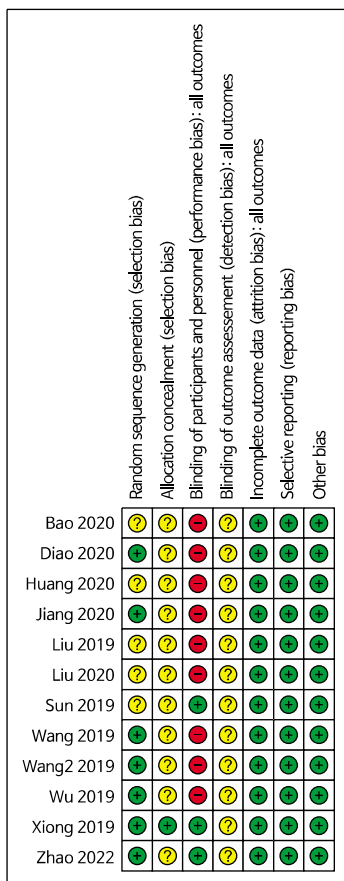 Random sequence generation (selection bias)
Allocation concealment (selection bias)
Blinding of participants and personnel (performance bias): all outcomes
Blinding of outcome assessment (detection bias): all outcomes
Incomplete outcome data (attrition bias): all outcomes
Selective reporting (reporting bias)
Other bias
Bao 2020 ? ? − ? + + +
Diao 2020 + ? − ? + + +
Huang 2020 ? ? − ? + + +
Jiang 2020 + ? − ? + + +
Liu 2019 ? ? − ? + + +
Liu 2020 ? ? − ? + + +
Sun 2019 ? ? + ? + + +
Wang 2019 + ? − ? + + +
Wang2 2019 + ? − ? + + +
Wu 2019 + ? − ? + + +
Xiong 2019 + + + ? + + +
Zhao 2022 + ? + ? + + +